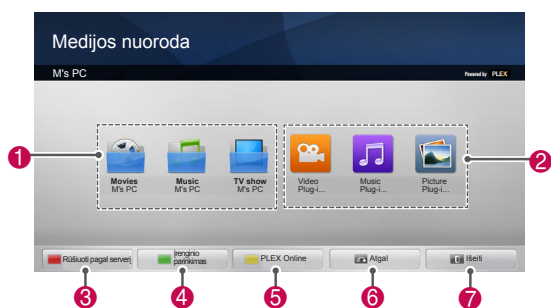 Medijos nuoroda
M's PC
Powered by PLEX
1
2
Movies
M's PC
Music
M's PC
TV show
M's PC
Video
Plug-i...
Music
Plug-i...
Picture
Plug-i...
Rūšiuoti pagal serverį
Įrenginio
parinkimas
PLEX Online
Atgal
Išeiti
3
4
5
6
7